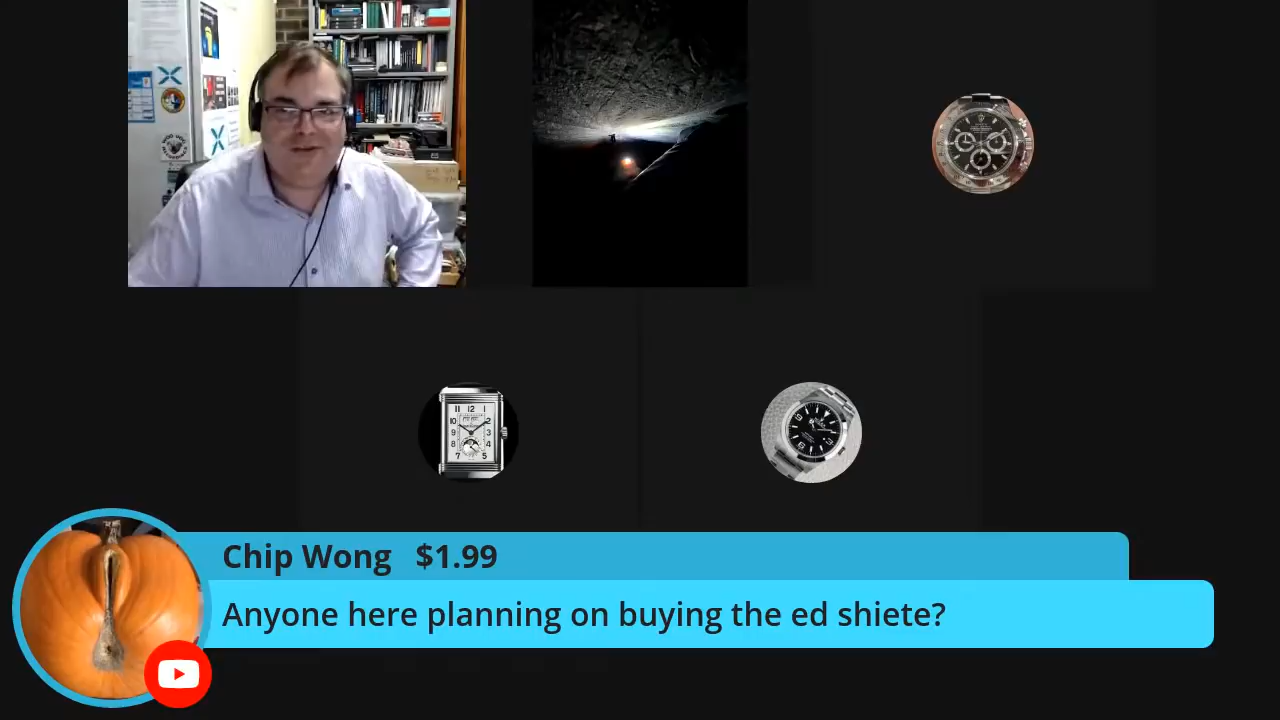 Chip Wong $1.99
Anyone here planning on buying the ed shiete?